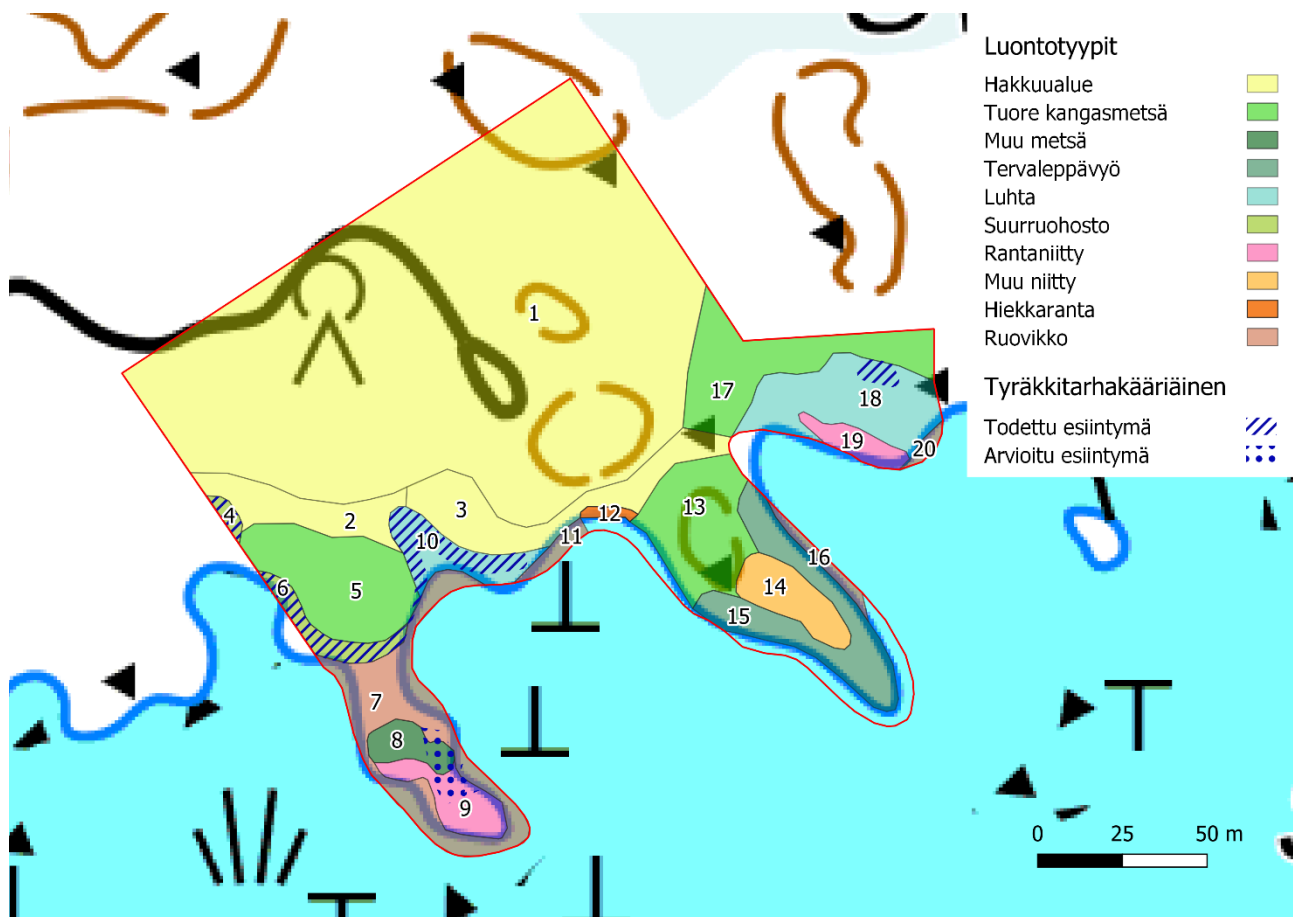 Luontotyypit
Hakkuualue
Tuore kangasmetsä
Muu metsä
Tervaleppävyö
Luhta
Suurruohosto
Rantaniitty
Muu niitty
Hiekkaranta
Ruovikko
Tyräkkitarhakääriäinen
Todettu esiintymä
Arvioitu esiintymä
1
17
18
19
20
3
4
2
10
11
12
13
16
6
5
14
15
7
8
9
0 25 50 m